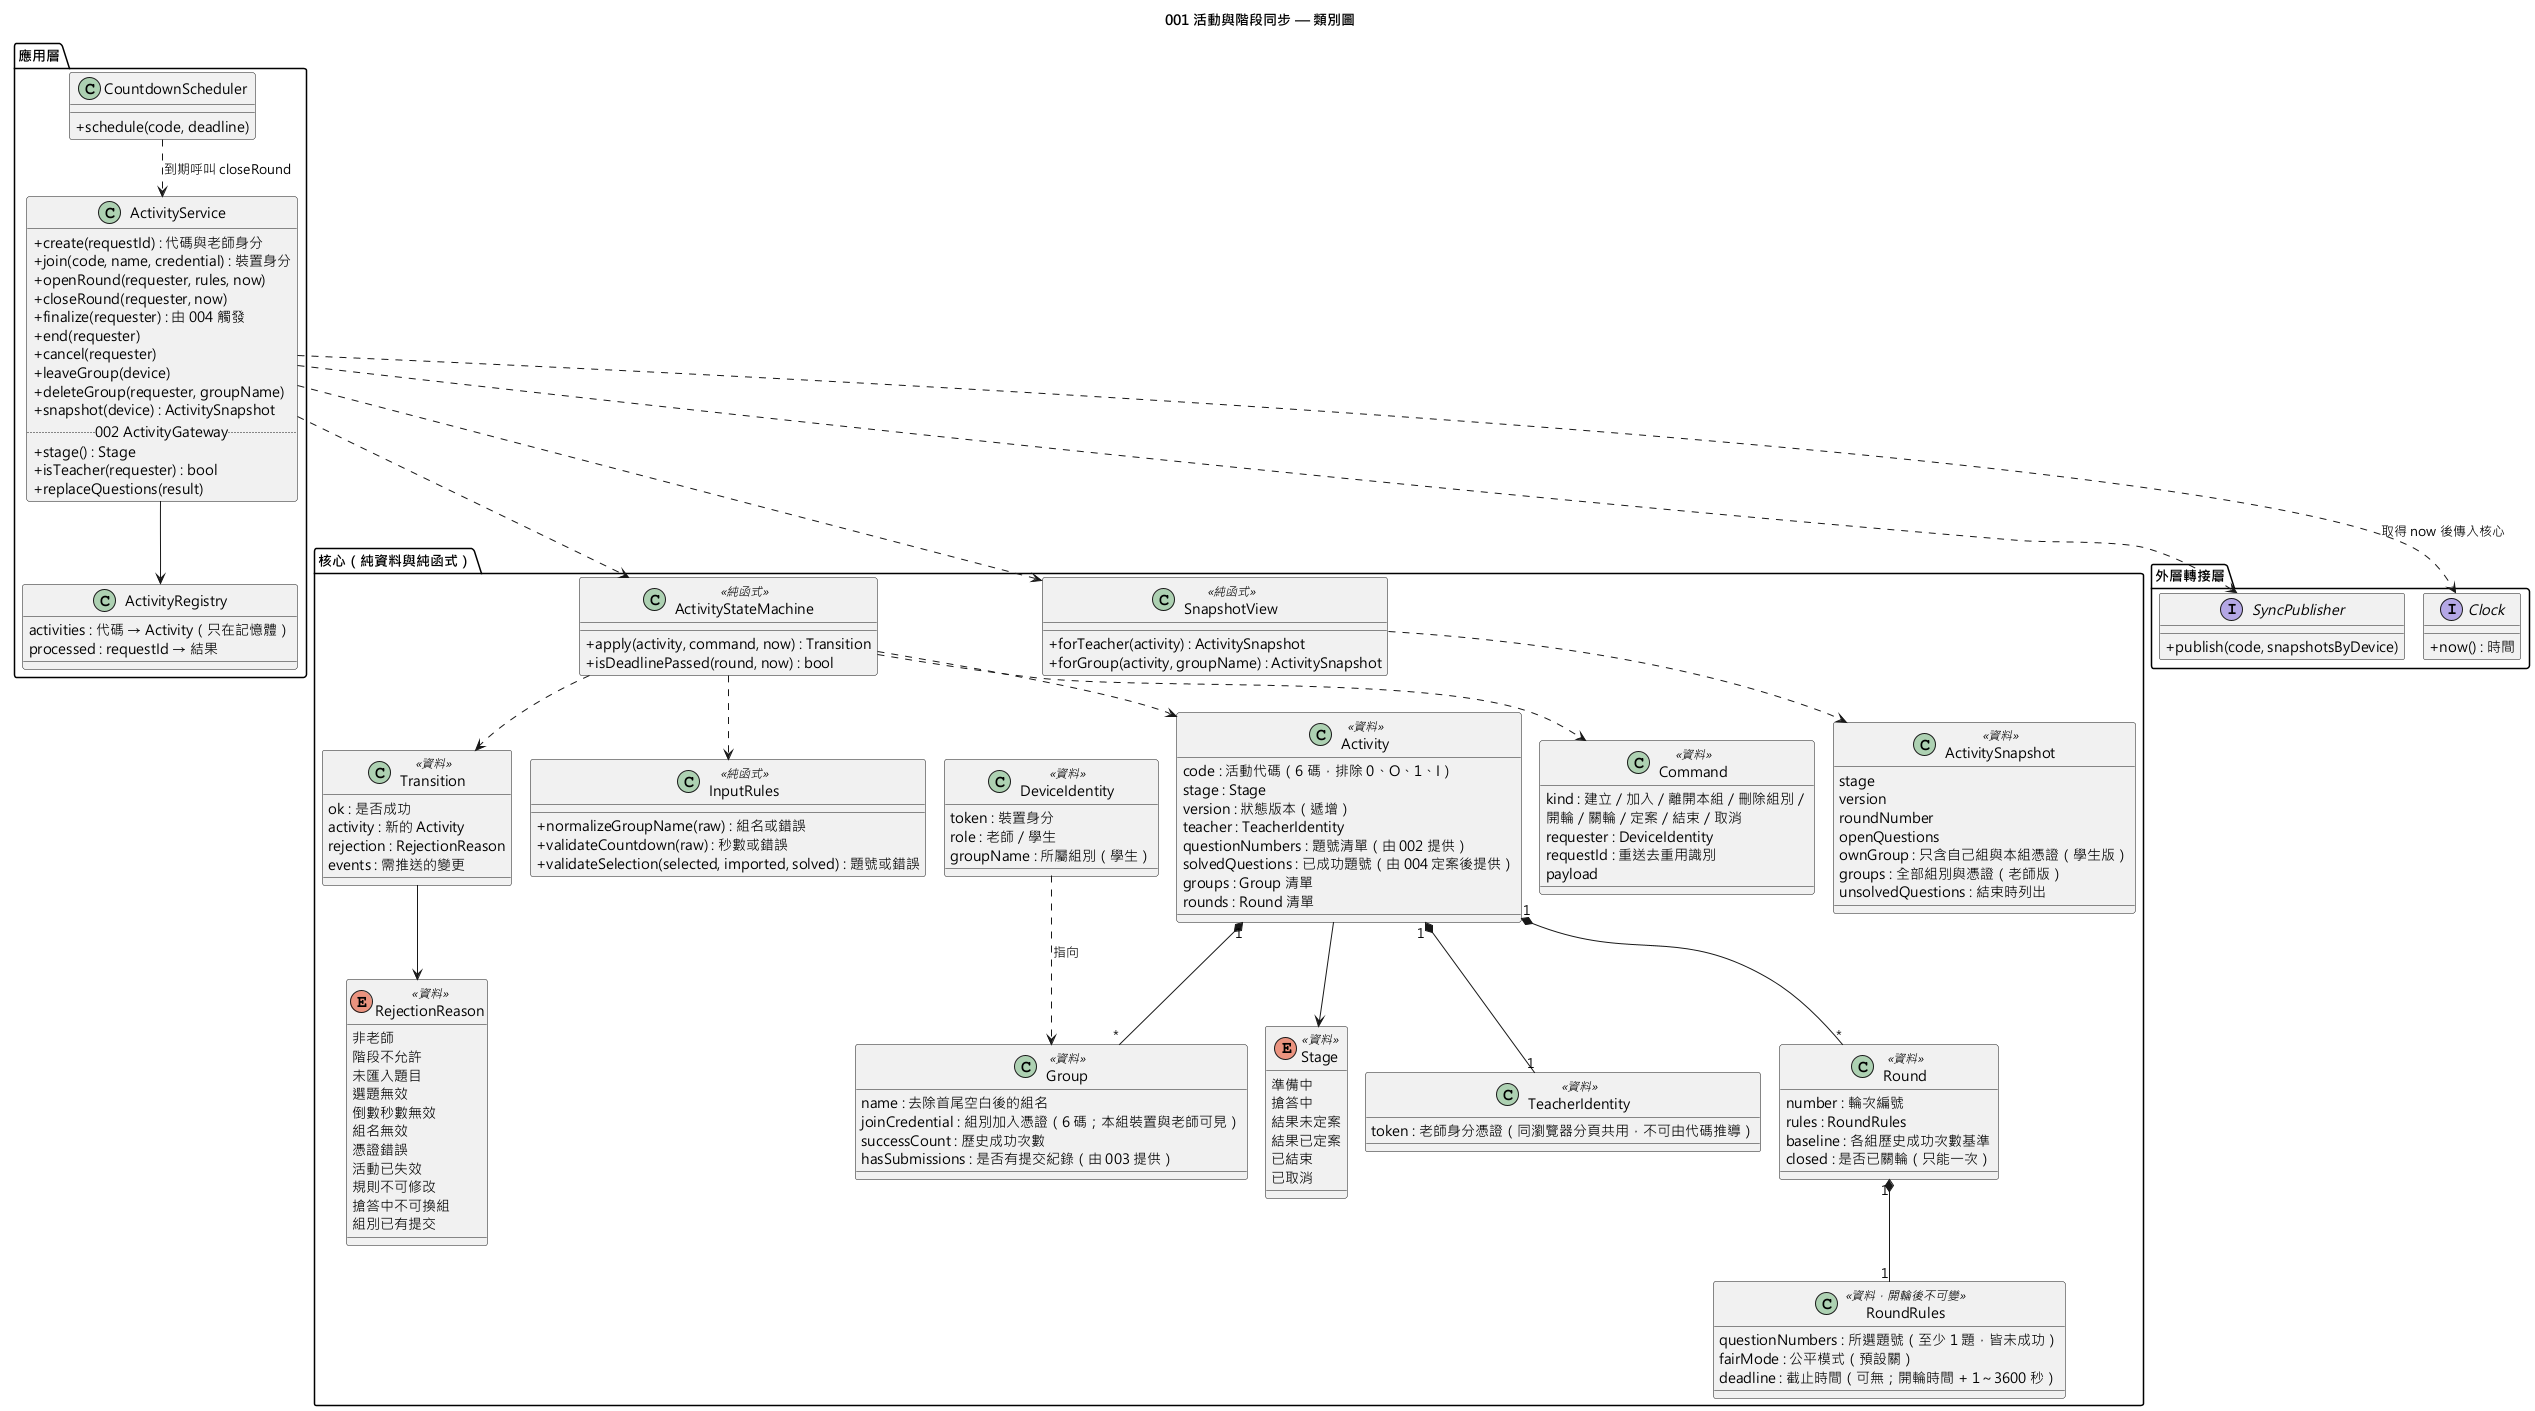 001 活動與階段同步 — 類別圖
應用層
CountdownScheduler
+schedule(code, deadline)
到期呼叫 closeRound
ActivityService
+create(requestId) : 代碼與老師身分
+join(code, name, credential) : 裝置身分
+openRound(requester, rules, now)
+closeRound(requester, now)
+finalize(requester) : 由 004 觸發
+end(requester)
+cancel(requester)
+leaveGroup(device)
+deleteGroup(requester, groupName)
+snapshot(device) : ActivitySnapshot
002 ActivityGateway
+stage() : Stage
+isTeacher(requester) : bool
+replaceQuestions(result)
ActivityRegistry
activities : 代碼 → Activity（只在記憶體）
processed : requestId → 結果
取得 now 後傳入核心
外層轉接層
SyncPublisher
+publish(code, snapshotsByDevice)
Clock
+now() : 時間
核心（純資料與純函式）
«純函式»
ActivityStateMachine
+apply(activity, command, now) : Transition
+isDeadlinePassed(round, now) : bool
«純函式»
SnapshotView
+forTeacher(activity) : ActivitySnapshot
+forGroup(activity, groupName) : ActivitySnapshot
«資料»
Transition
ok : 是否成功
activity : 新的 Activity
rejection : RejectionReason
events : 需推送的變更
«純函式»
InputRules
+normalizeGroupName(raw) : 組名或錯誤
+validateCountdown(raw) : 秒數或錯誤
+validateSelection(selected, imported, solved) : 題號或錯誤
«資料»
DeviceIdentity
token : 裝置身分
role : 老師 / 學生
groupName : 所屬組別（學生）
«資料»
Activity
code : 活動代碼（6 碼，排除 0、O、1、I）
stage : Stage
version : 狀態版本（遞增）
teacher : TeacherIdentity
questionNumbers : 題號清單（由 002 提供）
solvedQuestions : 已成功題號（由 004 定案後提供）
groups : Group 清單
rounds : Round 清單
«資料»
Command
kind : 建立 / 加入 / 離開本組 / 刪除組別 /
開輪 / 關輪 / 定案 / 結束 / 取消
requester : DeviceIdentity
requestId : 重送去重用識別
payload
«資料»
ActivitySnapshot
stage
version
roundNumber
openQuestions
ownGroup : 只含自己組與本組憑證（學生版）
groups : 全部組別與憑證（老師版）
unsolvedQuestions : 結束時列出
指向
1
1
1
*
1
*
«資料»
RejectionReason
非老師
階段不允許
未匯入題目
選題無效
倒數秒數無效
組名無效
憑證錯誤
活動已失效
規則不可修改
搶答中不可換組
組別已有提交
«資料»
Group
name : 去除首尾空白後的組名
joinCredential : 組別加入憑證（6 碼；本組裝置與老師可見）
successCount : 歷史成功次數
hasSubmissions : 是否有提交紀錄（由 003 提供）
«資料»
Stage
準備中
搶答中
結果未定案
結果已定案
已結束
已取消
«資料»
TeacherIdentity
token : 老師身分憑證（同瀏覽器分頁共用，不可由代碼推導）
«資料»
Round
number : 輪次編號
rules : RoundRules
baseline : 各組歷史成功次數基準
closed : 是否已關輪（只能一次）
1
1
«資料，開輪後不可變»
RoundRules
questionNumbers : 所選題號（至少 1 題，皆未成功）
fairMode : 公平模式（預設關）
deadline : 截止時間（可無；開輪時間 + 1～3600 秒）